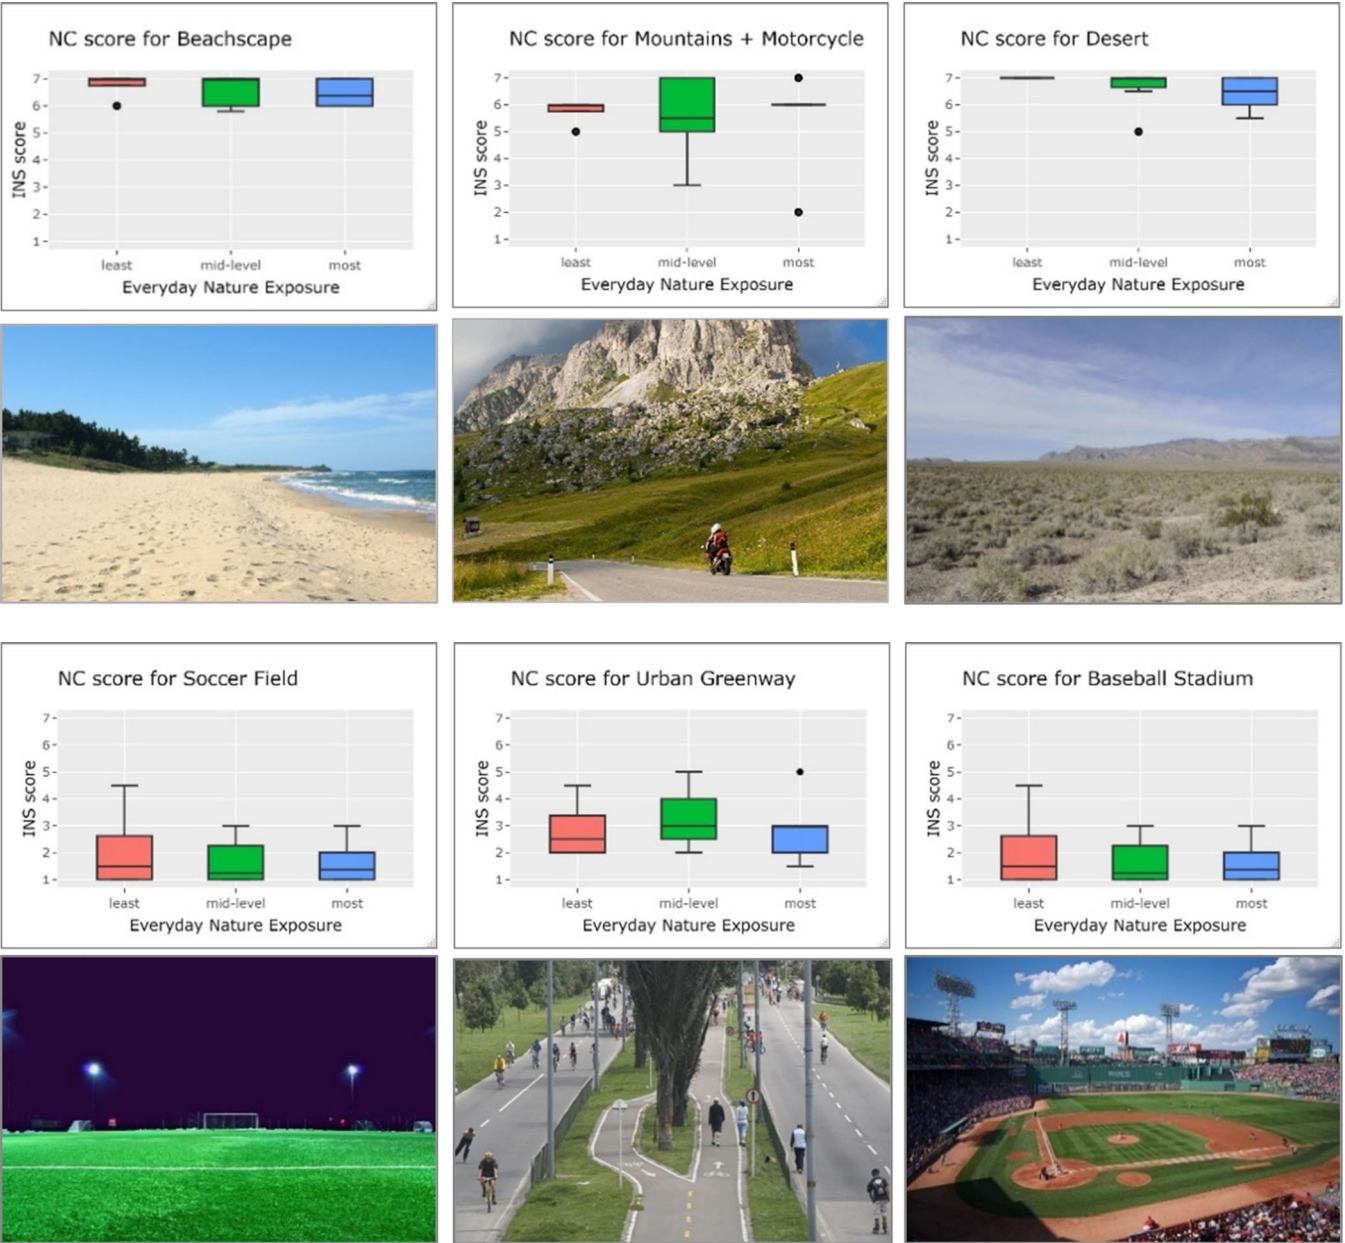 NC score for Beachscape
INS score
7
6
5
4
3
2
1
least mid-level most
Everyday Nature Exposure
NC score for Mountains + Motorcycle
INS score
7
6
5
4
3
2
1
least mid-level most
Everyday Nature Exposure
NC score for Desert
INS score
7
6
5
4
3
2
1
least mid-level most
Everyday Nature Exposure
NC score for Soccer Field
INS score
7
6
5
4
3
2
1
least mid-level most
Everyday Nature Exposure
NC score for Urban Greenway
INS score
7
6
5
4
3
2
1
least mid-level most
Everyday Nature Exposure
NC score for Baseball Stadium
INS score
7
6
5
4
3
2
1
least mid-level most
Everyday Nature Exposure